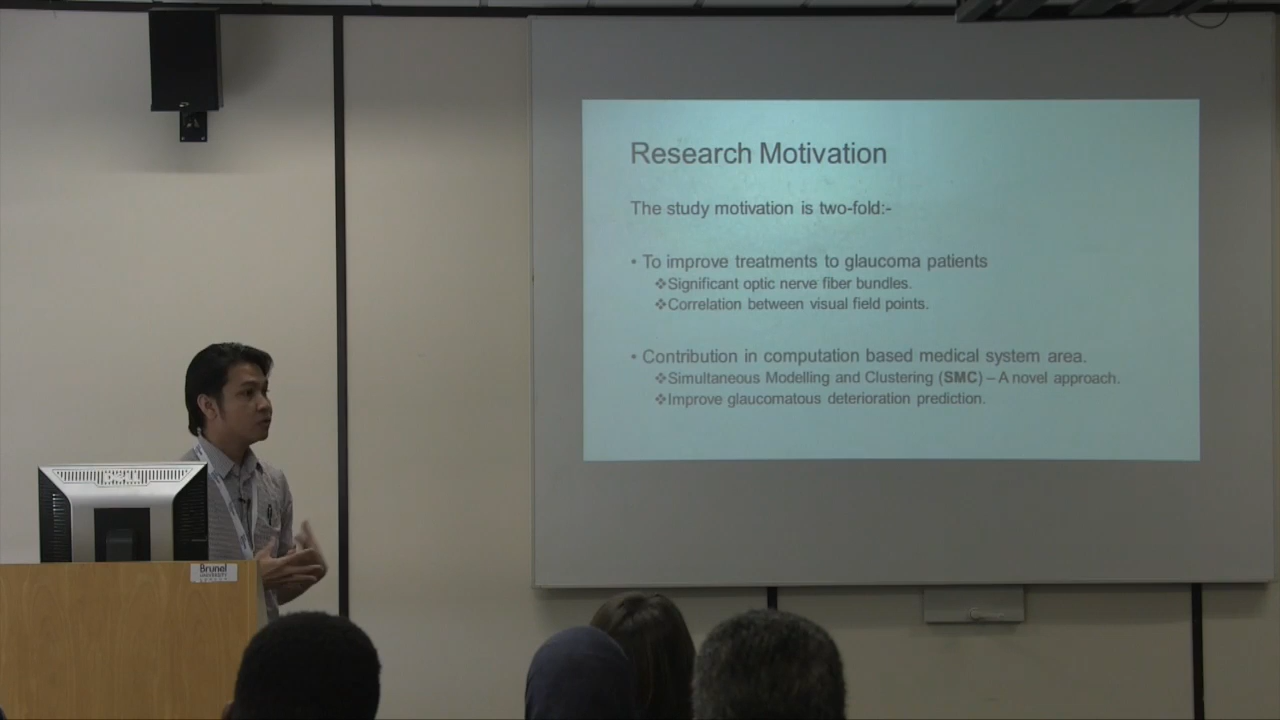 Research Motivation
The study motivation is two-fold:-
• To improve treatments to glaucoma patients
❖Significant optic nerve fiber bundles.
❖Correlation between visual field points.
• Contribution in computation based medical system area.
❖Simultaneous Modelling and Clustering (SMC) – A novel approach.
❖Improve glaucomatous deterioration prediction.
Brunel
UNIVERSITY